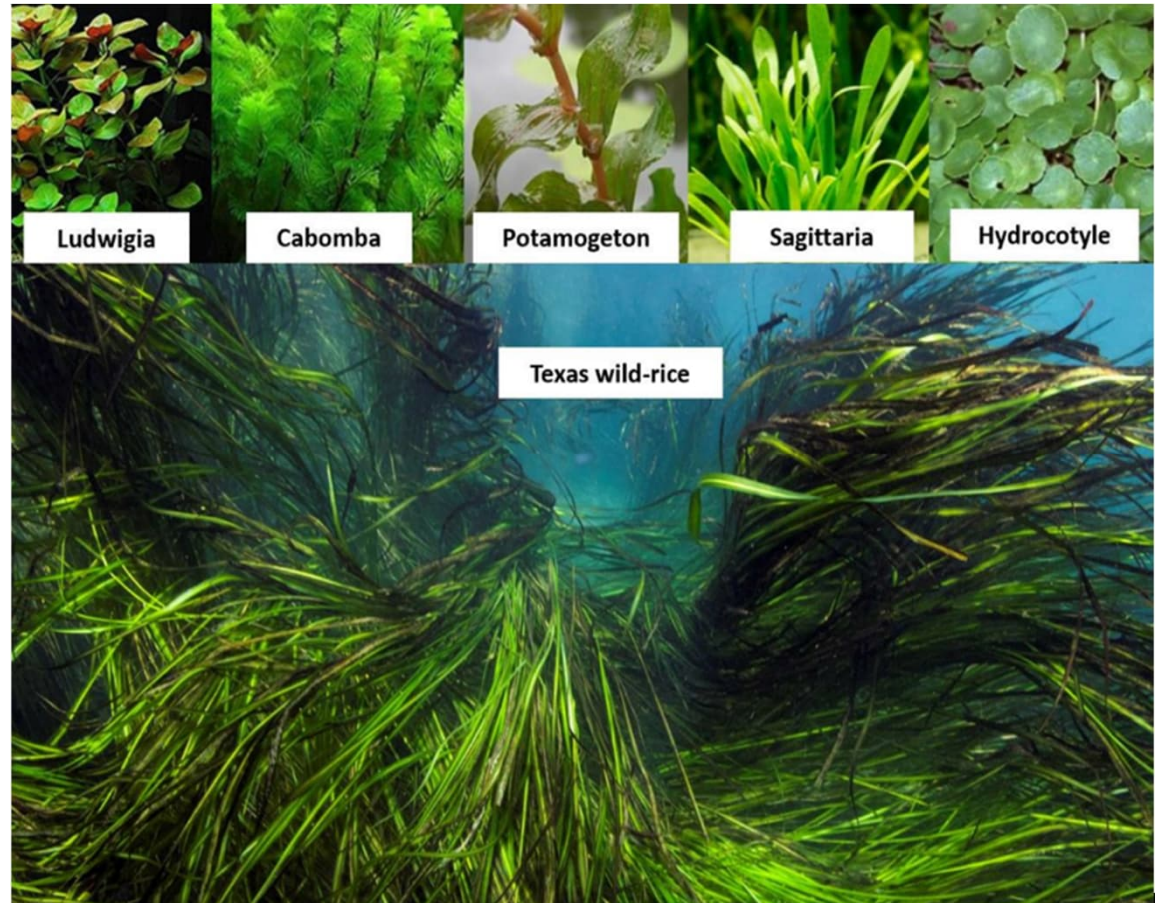 Ludwigia
Cabomba
Potamogeton
Sagittaria
Hydrocotyle
Texas wild-rice